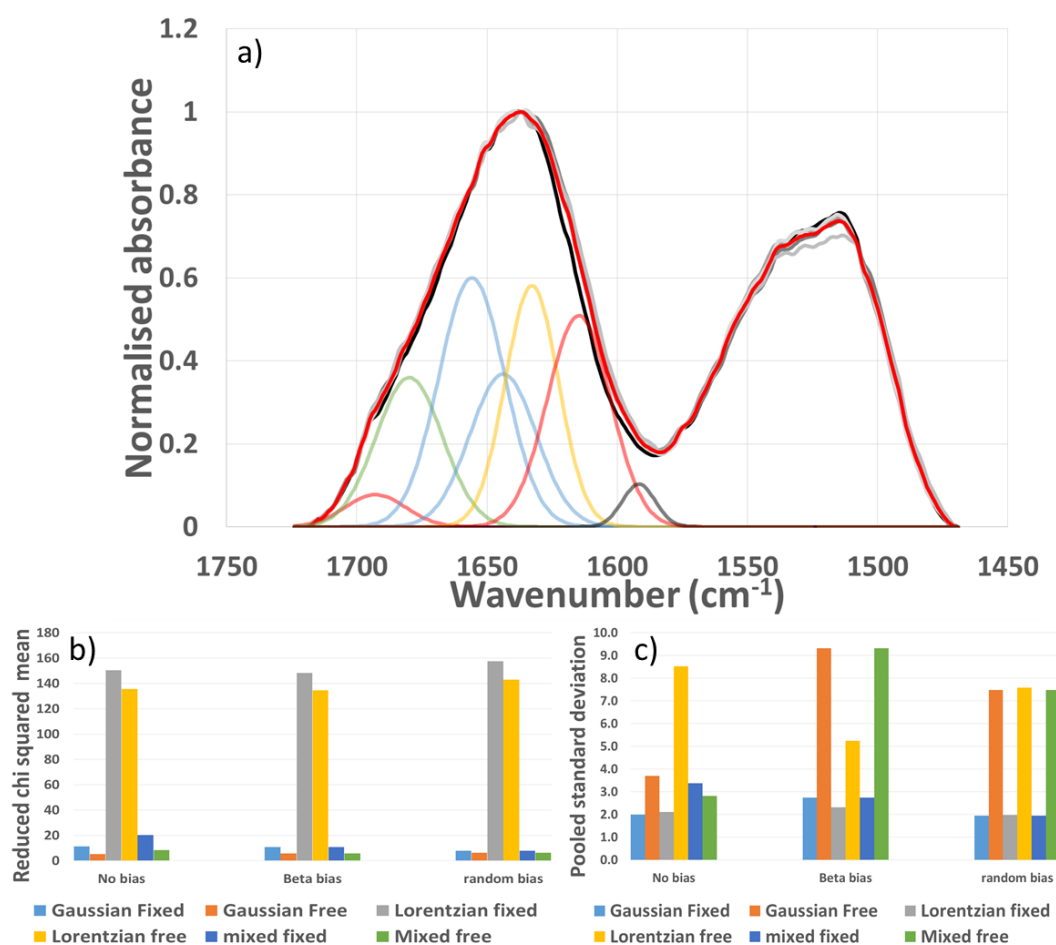 a)
Normalised absorbance
1.2
1
0.8
0.6
0.4
0.2
0
1750 1700 1650 1600 1550 1500 1450
Wavenumber (cm-1)
b)
Reduced chi squared mean
180
160
140
120
100
80
60
40
20
0
No bias Beta bias random bias
Gaussian Fixed Gaussian Free Lorentzian fixed
Lorentzian free mixed fixed Mixed free
c)
Pooled standard deviation
10.0
9.0
8.0
7.0
6.0
5.0
4.0
3.0
2.0
1.0
0.0
No bias Beta bias random bias
Gaussian Fixed Gaussian Free Lorentzian fixed
Lorentzian free mixed fixed Mixed free